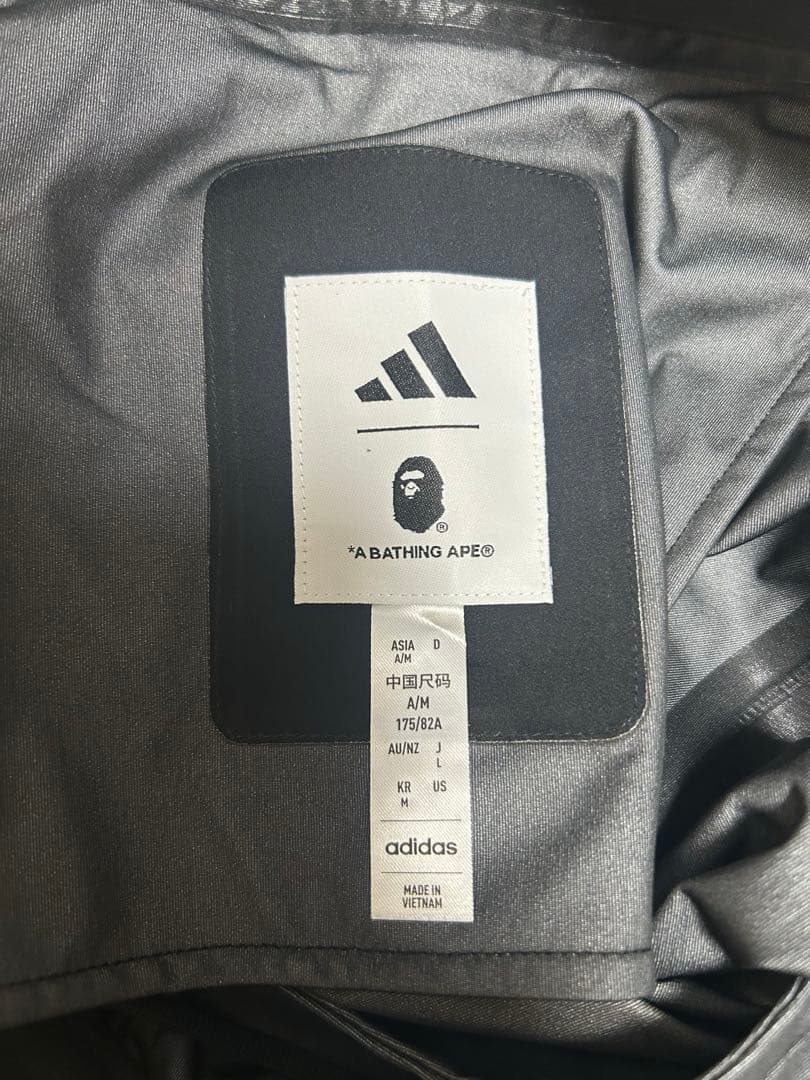 ®
*A BATHING APE®
ASIA D
A/M
中国尺码
A/M
175/82A
AU/NZ J
L
KR US
M
adidas
MADE IN
VIETNAM